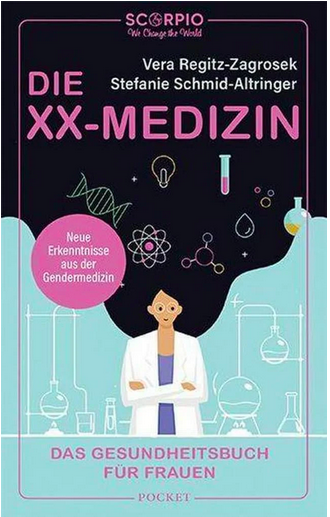 SCORPIO
We Change the World
Vera Regitz-Zagrosek
Stefanie Schmid-Altringer
DIE
XX-MEDIZIN
Neue
Erkenntnisse
aus der
Gendermedizin
DAS GESUNDHEITSBUCH
FÜR FRAUEN
POCKET